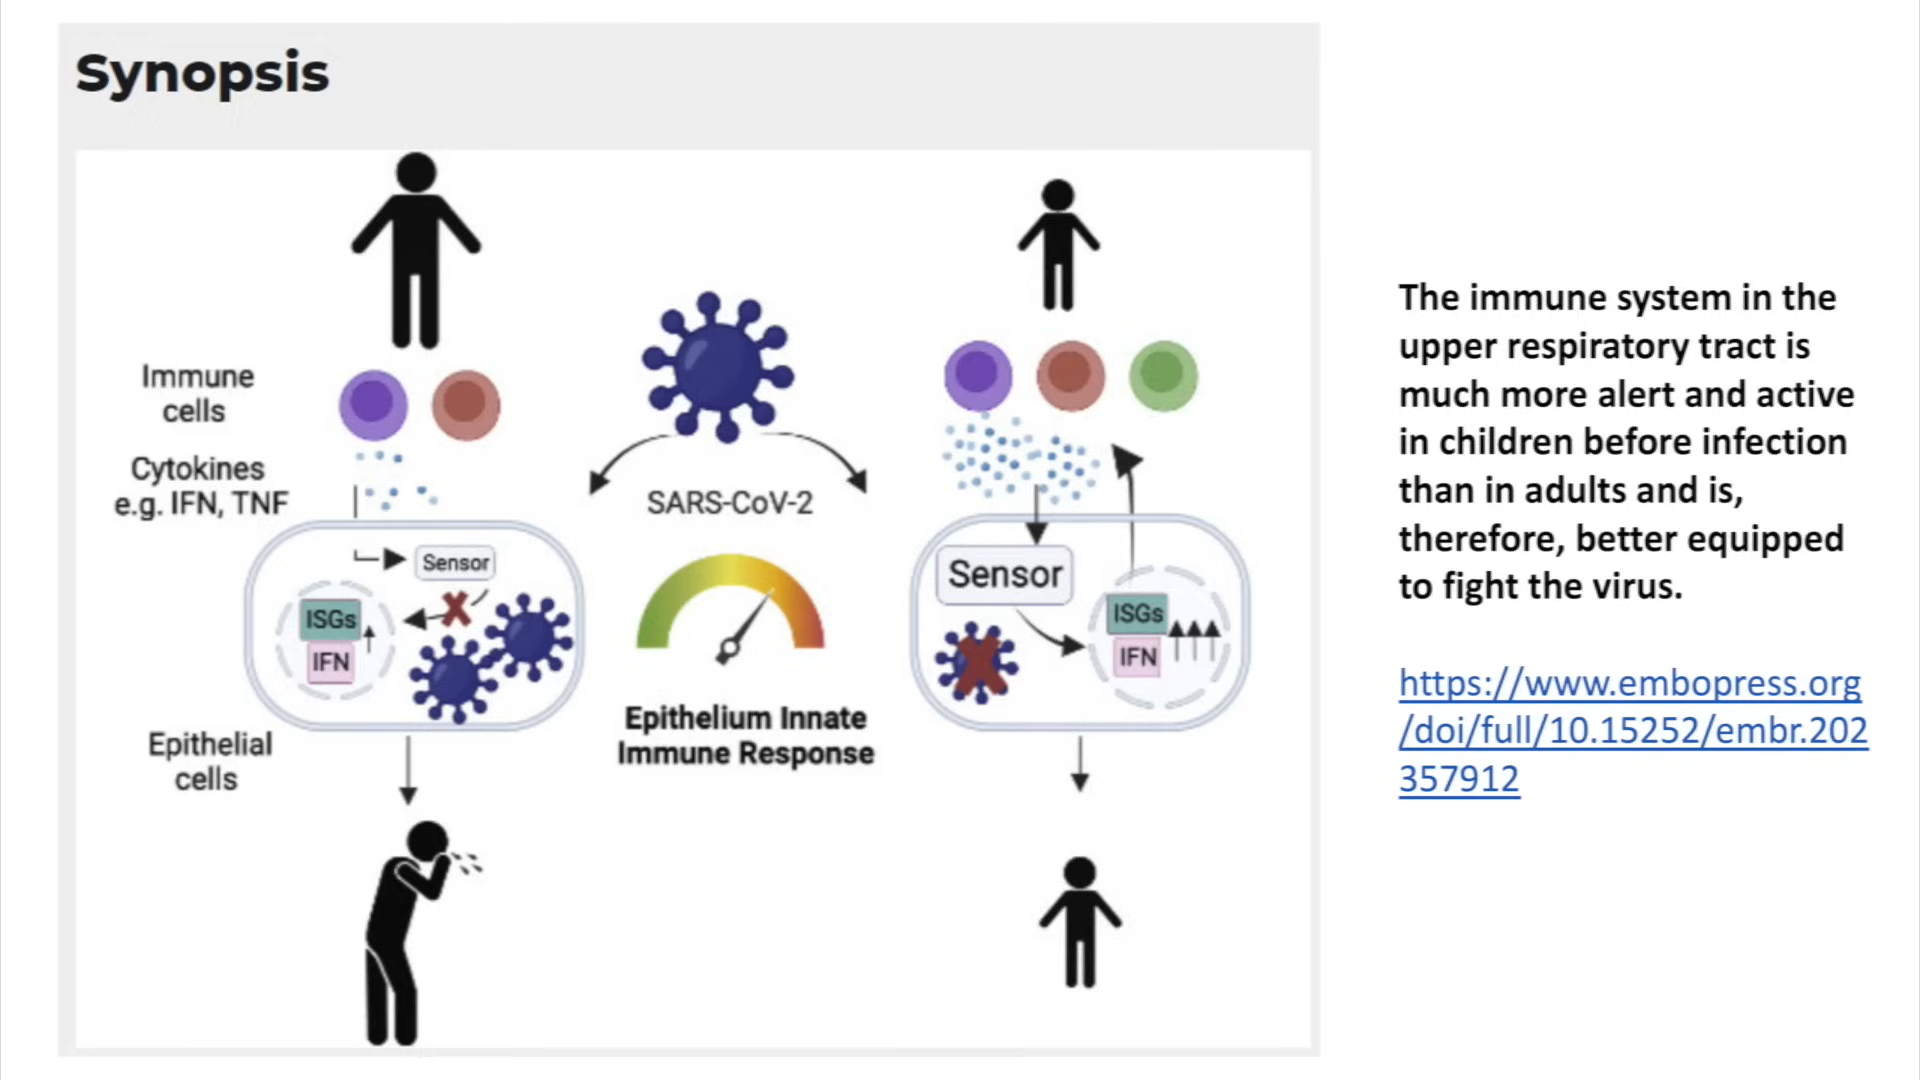 Synopsis
Immune
cells
Cytokines
e.g. IFN, TNF
SARS-CoV-2
Sensor
ISGs
IFN
Sensor
ISGs
IFN
Epithelium Innate
Immune Response
Epithelial
cells
The immune system in the
upper respiratory tract is
much more alert and active
in children before infection
than in adults and is,
therefore, better equipped
to fight the virus.
https://www.embopress.org
/doi/full/10.15252/embr.202
357912